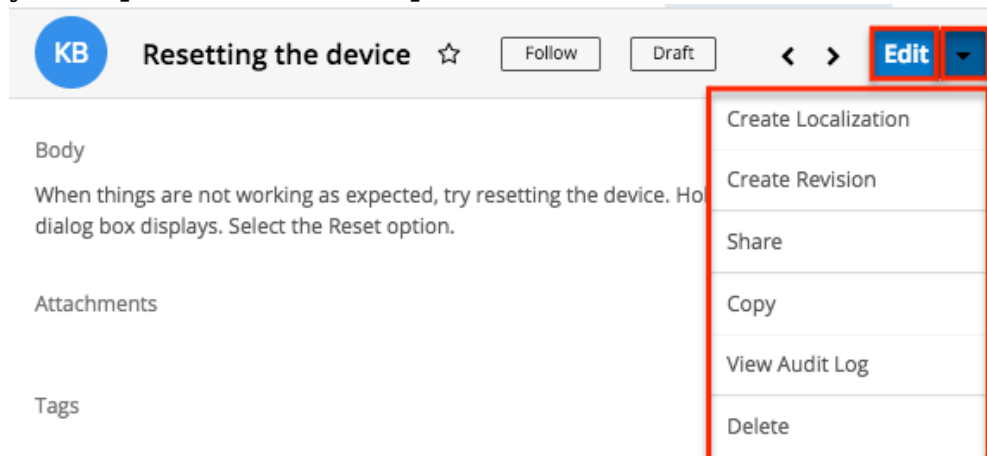 KB
Resetting the device
Follow
Draft
Edit
Create Localization
Create Revision
Share
Copy
View Audit Log
Delete
Body
When things are not working as expected, try resetting the device. Hol
dialog box displays. Select the Reset option.
Attachments
Tags